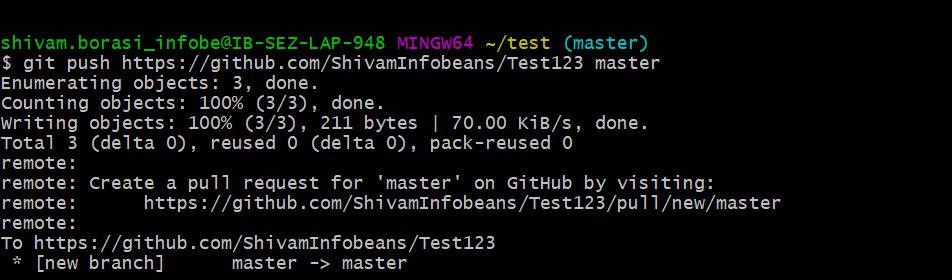 shivam.borasi_infobe@IB-SEZ-LAP-948 MINGW64 ~/test (master)
$ git push https://github.com/ShivamInfobeans/Test123 master
Enumerating objects: 3, done.
Counting objects: 100% (3/3), done.
Writing objects: 100% (3/3), 211 bytes | 70.00 KiB/s, done.
Total 3 (delta 0), reused 0 (delta 0), pack-reused 0
remote:
remote: Create a pull request for 'master' on GitHub by visiting:
remote:      https://github.com/ShivamInfobeans/Test123/pull/new/master
remote:
To https://github.com/ShivamInfobeans/Test123
 * [new branch]      master -> master